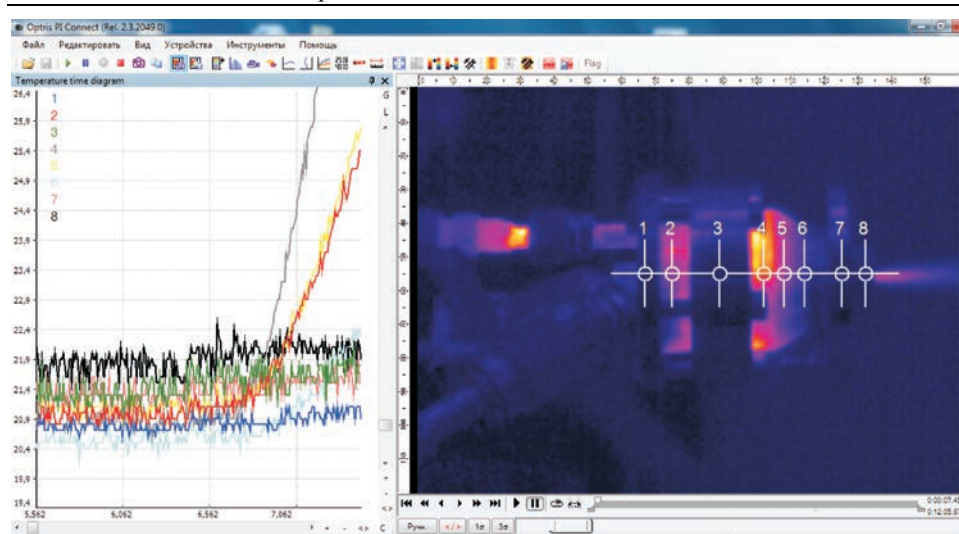 Optris PI Connect (Rel. 2.3.2049.0)
Файл Редактировать Вид Устройства Инструменты Помощь
Flag
Temperature time diagram
G
L
26,4
25,9
25,4
24,9
24,4
23,9
23,4
22,9
22,4
21,9
21,4
20,9
20,4
19,9
19,4
1
2
3
4
5
6
7
8
5,562 6,062 6,562 7,062
C
1 2 3 4 5 6 7 8
Ручн. </> 1σ 3σ